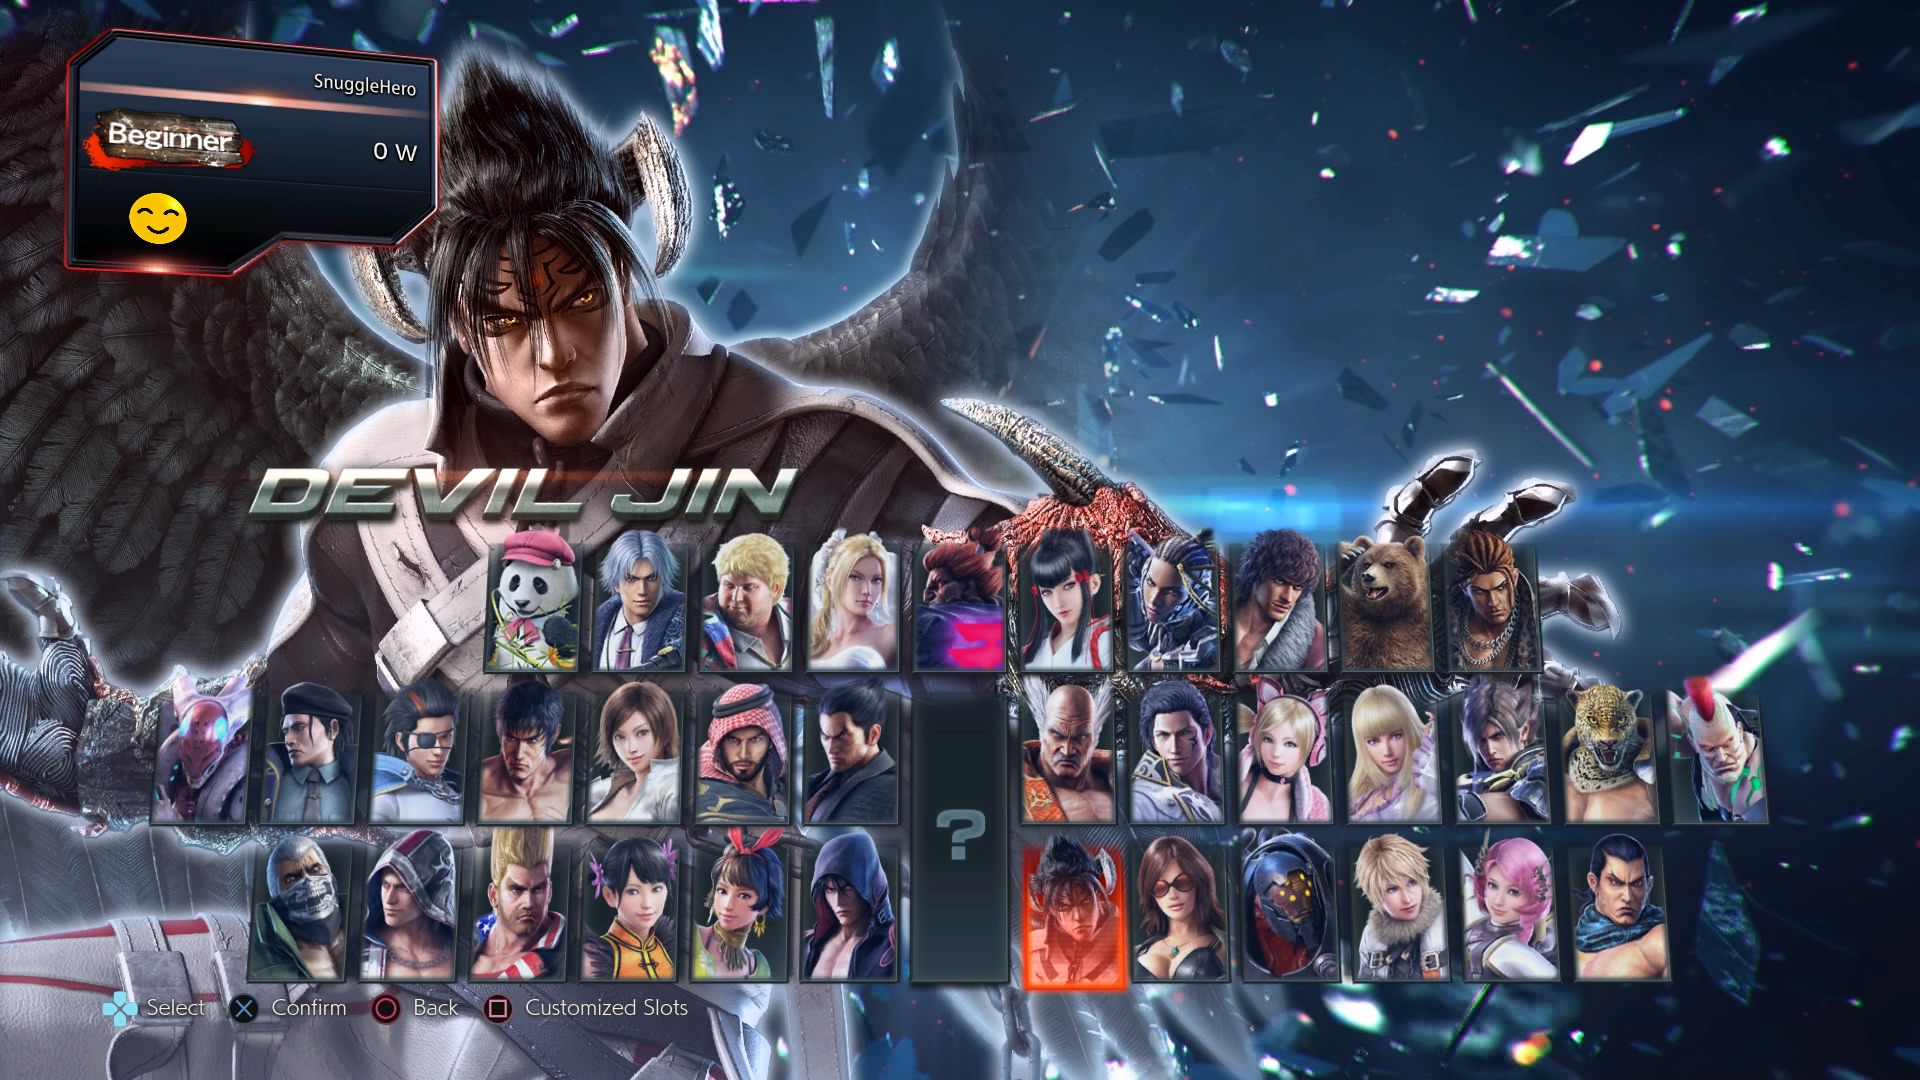 SnuggleHero
Beginner
0 W
DEVIL JIN
?
Select Confirm Back Customized Slots